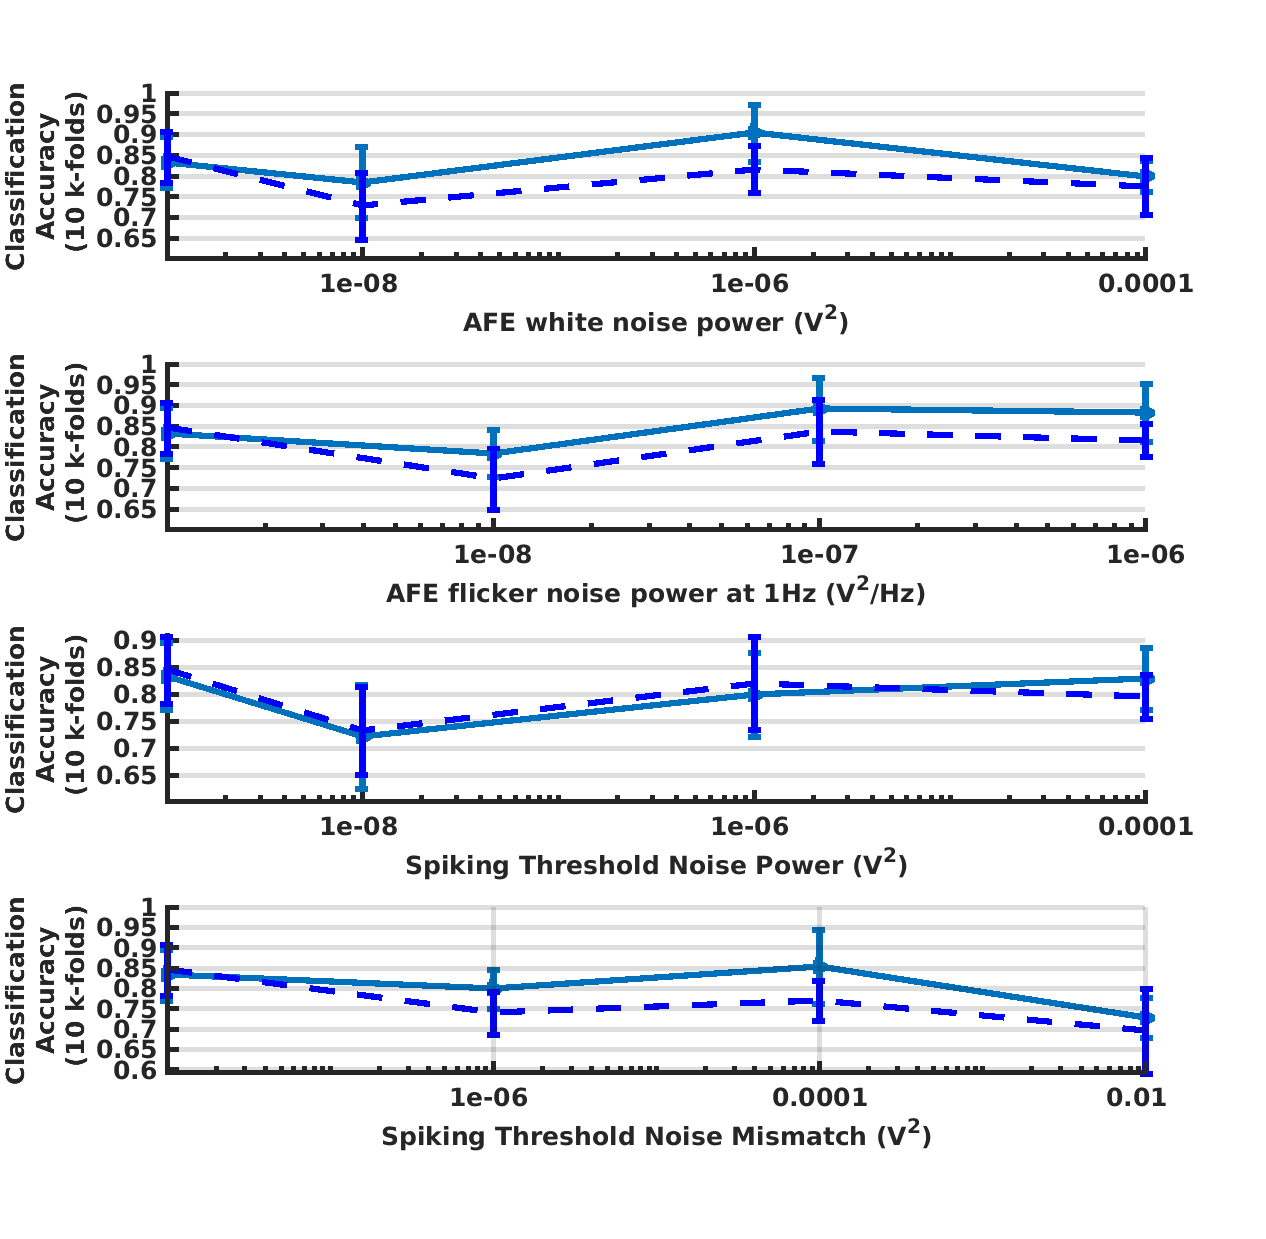 Classification
Accuracy
(10 k-folds)
1
0.95
0.9
0.85
0.8
0.75
0.7
0.65
1e-08
1e-06
0.0001
AFE white noise power (V²)
Classification
Accuracy
(10 k-folds)
1
0.95
0.9
0.85
0.8
0.75
0.7
0.65
1e-08
1e-07
1e-06
AFE flicker noise power at 1Hz (V²/Hz)
Classification
Accuracy
(10 k-folds)
0.9
0.85
0.8
0.75
0.7
0.65
1e-08
1e-06
0.0001
Spiking Threshold Noise Power (V²)
Classification
Accuracy
(10 k-folds)
1
0.95
0.9
0.85
0.8
0.75
0.7
0.65
0.6
1e-06
0.0001
0.01
Spiking Threshold Noise Mismatch (V²)